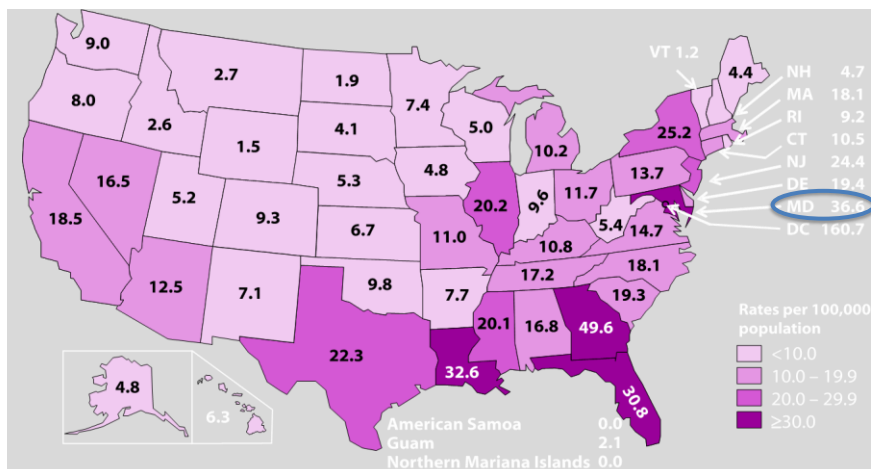 9.0
2.7
1.9
7.4
VT 1.2
4.4
NH 4.7
MA 18.1
RI 9.2
CT 10.5
NJ 24.4
DE 19.4
MD 36.6
DC 160.7
8.0
2.6
1.5
4.1
5.0
10.2
25.2
16.5
5.2
5.3
4.8
13.7
18.5
9.3
6.7
20.2
9.6
11.7
5.4
14.7
11.0
10.8
12.5
7.1
9.8
7.7
17.2
18.1
19.3
22.3
32.6
20.1
16.8
49.6
30.8
4.8
6.3
American Samoa 0.0
Guam 2.1
Northern Mariana Islands 0.0
Rates per 100,000
population
<10.0
10.0 – 19.9
20.0 – 29.9
≥30.0